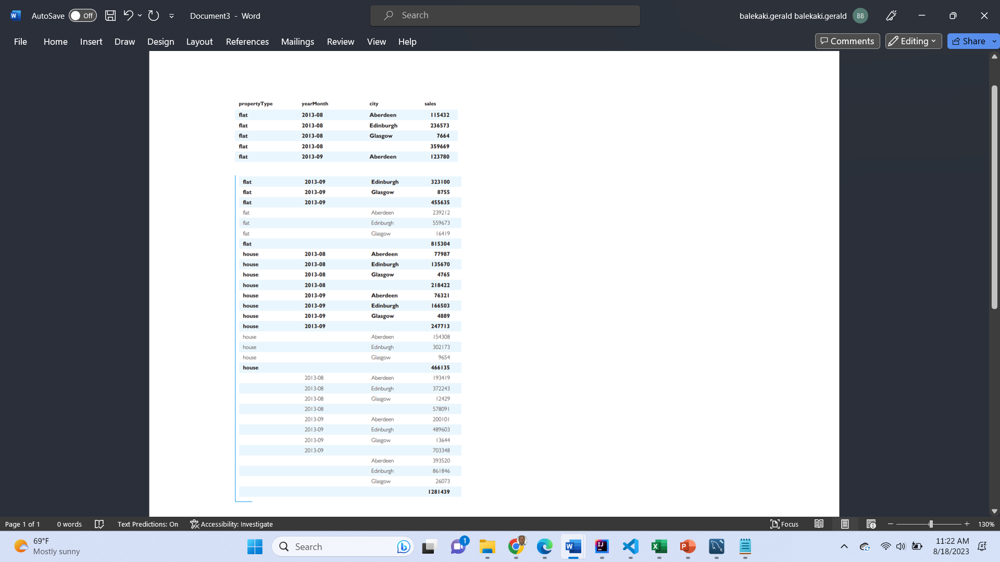 AutoSave Off Document3 - Word Search balekaki.gerald balekaki.gerald BB
File Home Insert Draw Design Layout References Mailings Review View Help Comments Editing Share
propertyType yearMonth city sales
flat 2013-08 Aberdeen 115432
flat 2013-08 Edinburgh 236573
flat 2013-08 Glasgow 7664
flat 2013-08 359669
flat 2013-09 Aberdeen 123780
flat 2013-09 Edinburgh 323100
flat 2013-09 Glasgow 8755
flat 2013-09 455635
flat Aberdeen 239212
flat Edinburgh 559673
flat Glasgow 16419
flat 815304
house 2013-08 Aberdeen 77987
house 2013-08 Edinburgh 135670
house 2013-08 Glasgow 4765
house 2013-08 218422
house 2013-09 Aberdeen 76321
house 2013-09 Edinburgh 166503
house 2013-09 Glasgow 4889
house 2013-09 247713
house Aberdeen 154308
house Edinburgh 302173
house Glasgow 9654
house 466135
2013-08 Aberdeen 193419
2013-08 Edinburgh 372243
2013-08 Glasgow 12429
2013-08 578091
2013-09 Aberdeen 200101
2013-09 Edinburgh 489603
2013-09 Glasgow 13644
2013-09 703348
Aberdeen 393520
Edinburgh 861846
Glasgow 26073
1281439
Page 1 of 1 0 words Text Predictions: On Accessibility: Investigate Focus 130%
69°F
Mostly sunny
Search
1
11:22 AM
8/18/2023